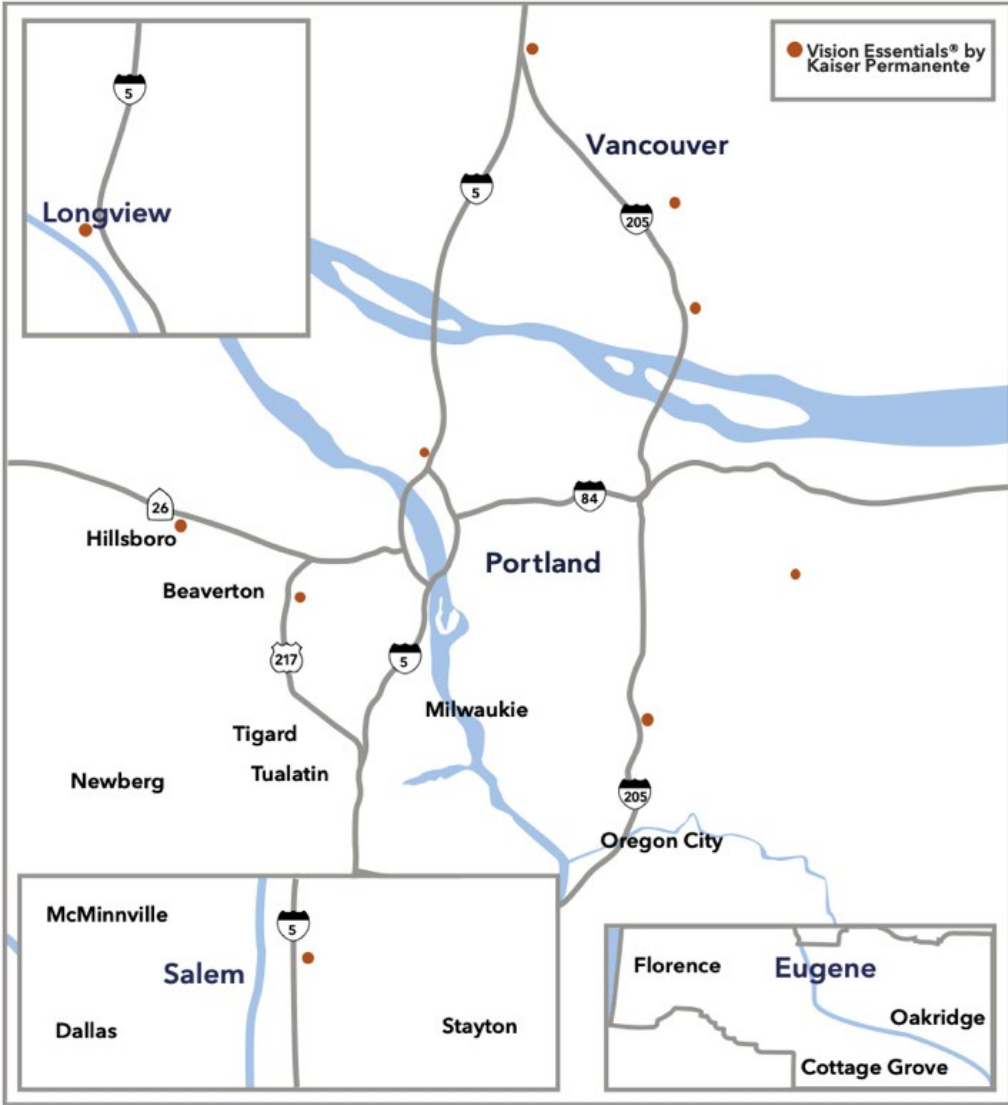 5
Longview
Vision Essentials® by
Kaiser Permanente
Vancouver
5
205
26
Hillsboro
84
Portland
Beaverton
217
5
Milwaukie
Tigard
Tualatin
Newberg
205
Oregon City
McMinnville
5
Salem
Dallas
Stayton
Florence
Eugene
Oakridge
Cottage Grove